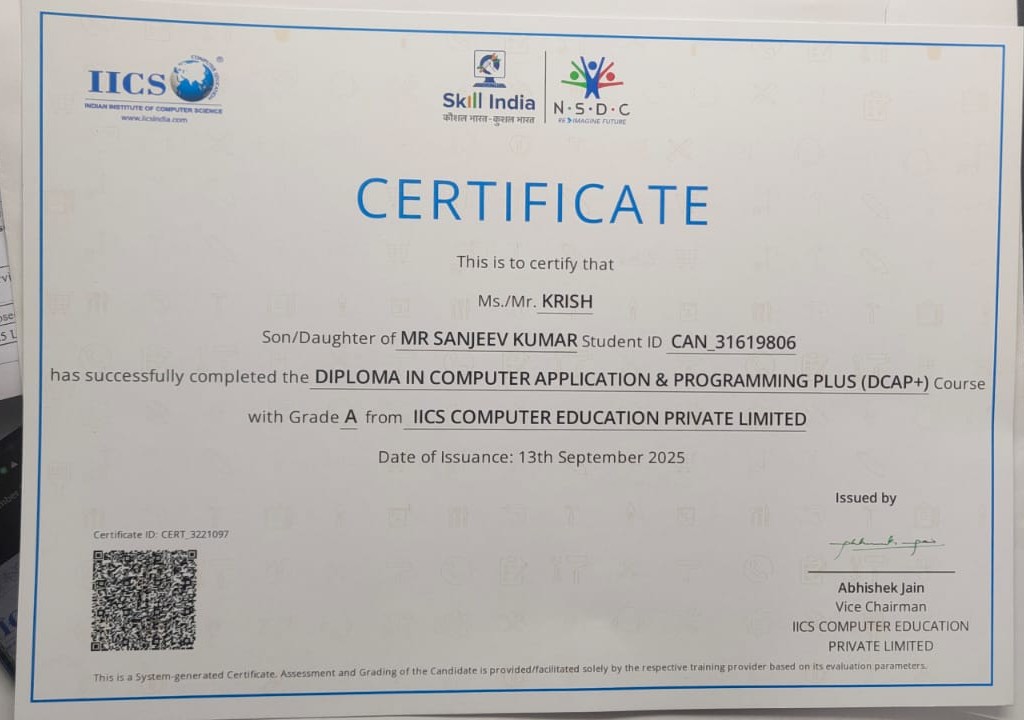 IICS
INDIAN INSTITUTE OF COMPUTER SCIENCE
www.iicsindia.com
Skill India
कौशल भारत - कुशल भारत
N·S·D·C
RE IMAGINE FUTURE
CERTIFICATE
This is to certify that
Ms./Mr. KRISH
Son/Daughter of MR SANJEEV KUMAR Student ID CAN_31619806
has successfully completed the DIPLOMA IN COMPUTER APPLICATION & PROGRAMMING PLUS (DCAP+) Course
with Grade A from IICS COMPUTER EDUCATION PRIVATE LIMITED
Date of Issuance: 13th September 2025
Issued by
Abhishek Jain
Vice Chairman
IICS COMPUTER EDUCATION
PRIVATE LIMITED
Certificate ID: CERT_3221097
This is a System-generated Certificate. Assessment and Grading of the Candidate is provided/facilitated solely by the respective training provider based on its evaluation parameters.